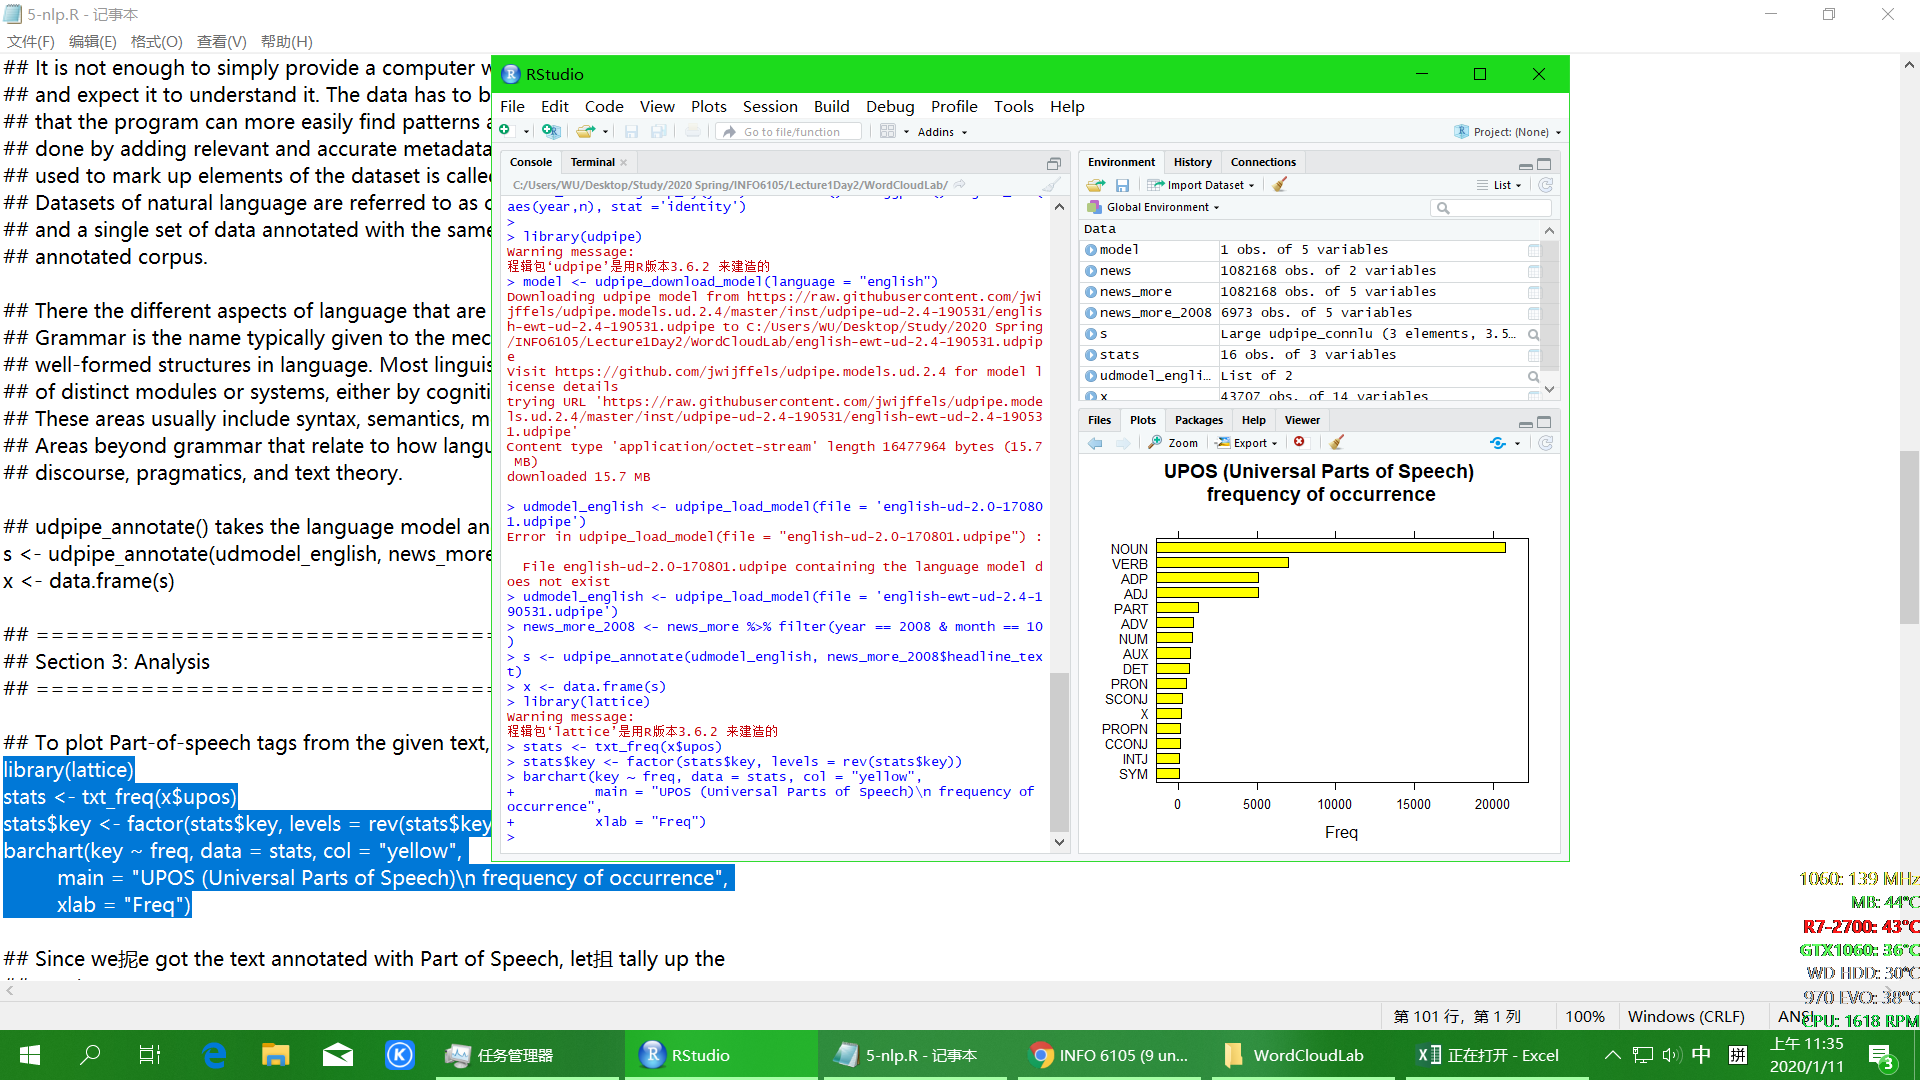 5-nlp.R - 记事本
文件(F) 编辑(E) 格式(O) 查看(V) 帮助(H)
## It is not enough to simply provide a computer w
## and expect it to understand it. The data has to b
## that the program can more easily find patterns a
## done by adding relevant and accurate metadata
## used to mark up elements of the dataset is calle
## Datasets of natural language are referred to as c
## and a single set of data annotated with the same
## annotated corpus.
## There the different aspects of language that are
## Grammar is the name typically given to the mec
## well-formed structures in language. Most linguis
## of distinct modules or systems, either by cogniti
## These areas usually include syntax, semantics, m
## Areas beyond grammar that relate to how langu
## discourse, pragmatics, and text theory.
## udpipe_annotate() takes the language model an
s <- udpipe_annotate(udmodel_english, news_more
x <- data.frame(s)
## ==============================
## Section 3: Analysis
## ==============================
## To plot Part-of-speech tags from the given text,
library(lattice)
stats <- txt_freq(x$upos)
stats$key <- factor(stats$key, levels = rev(stats$key
barchart(key ~ freq, data = stats, col = "yellow",
main = "UPOS (Universal Parts of Speech)\n frequency of occurrence",
xlab = "Freq")
## Since we抳e got the text annotated with Part of Speech, let抯 tally up the
RStudio
File Edit Code View Plots Session Build Debug Profile Tools Help
Go to file/function Addins Project: (None)
Console Terminal
C:/Users/WU/Desktop/Study/2020 Spring/INFO6105/Lecture1Day2/WordCloudLab/
aes(year,n), stat ='identity')
>
> library(udpipe)
Warning message:
程辑包‘udpipe’是用R版本3.6.2 来建造的
> model <- udpipe_download_model(language = "english")
Downloading udpipe model from https://raw.githubusercontent.com/jwi
jffels/udpipe.models.ud.2.4/master/inst/udpipe-ud-2.4-190531/englis
h-ewt-ud-2.4-190531.udpipe to C:/Users/WU/Desktop/Study/2020 Spring
/INFO6105/Lecture1Day2/WordCloudLab/english-ewt-ud-2.4-190531.udpip
e
Visit https://github.com/jwijffels/udpipe.models.ud.2.4 for model l
icense details
trying URL 'https://raw.githubusercontent.com/jwijffels/udpipe.mode
ls.ud.2.4/master/inst/udpipe-ud-2.4-190531/english-ewt-ud-2.4-19053
1.udpipe'
Content type 'application/octet-stream' length 16477964 bytes (15.7
MB)
downloaded 15.7 MB
> udmodel_english <- udpipe_load_model(file = 'english-ud-2.0-17080
1.udpipe')
Error in udpipe_load_model(file = "english-ud-2.0-170801.udpipe") :
File english-ud-2.0-170801.udpipe containing the language model d
oes not exist
> udmodel_english <- udpipe_load_model(file = 'english-ewt-ud-2.4-1
90531.udpipe')
> news_more_2008 <- news_more %>% filter(year == 2008 & month == 10
)
> s <- udpipe_annotate(udmodel_english, news_more_2008$headline_tex
t)
> x <- data.frame(s)
> library(lattice)
Warning message:
程辑包‘lattice’是用R版本3.6.2 来建造的
> stats <- txt_freq(x$upos)
> stats$key <- factor(stats$key, levels = rev(stats$key))
> barchart(key ~ freq, data = stats, col = "yellow",
+ main = "UPOS (Universal Parts of Speech)\n frequency of
occurrence",
+ xlab = "Freq")
>
Environment History Connections
Import Dataset List
Global Environment
Data
model 1 obs. of 5 variables
news 1082168 obs. of 2 variables
news_more 1082168 obs. of 5 variables
news_more_2008 6973 obs. of 5 variables
s Large udpipe_connlu (3 elements, 3.5…
stats 16 obs. of 3 variables
udmodel_engli… List of 2
x 43707 obs. of 14 variables
Files Plots Packages Help Viewer
Zoom Export
UPOS (Universal Parts of Speech)
frequency of occurrence
NOUN
VERB
ADP
ADJ
PART
ADV
NUM
AUX
DET
PRON
SCONJ
X
PROPN
CCONJ
INTJ
SYM
0 5000 10000 15000 20000
Freq
1060: 139 MHz
MB: 44°C
R7-2700: 43°C
GTX1060: 36°C
WD HDD: 30°C
970 EVO: 38°C
CPU: 1618 RPM
第 101 行，第 1 列 100% Windows (CRLF) ANSI
任务管理器 RStudio 5-nlp.R - 记事本 INFO 6105 (9 un... WordCloudLab 正在打开 - Excel 中 拼
上午 11:35
2020/1/11
3